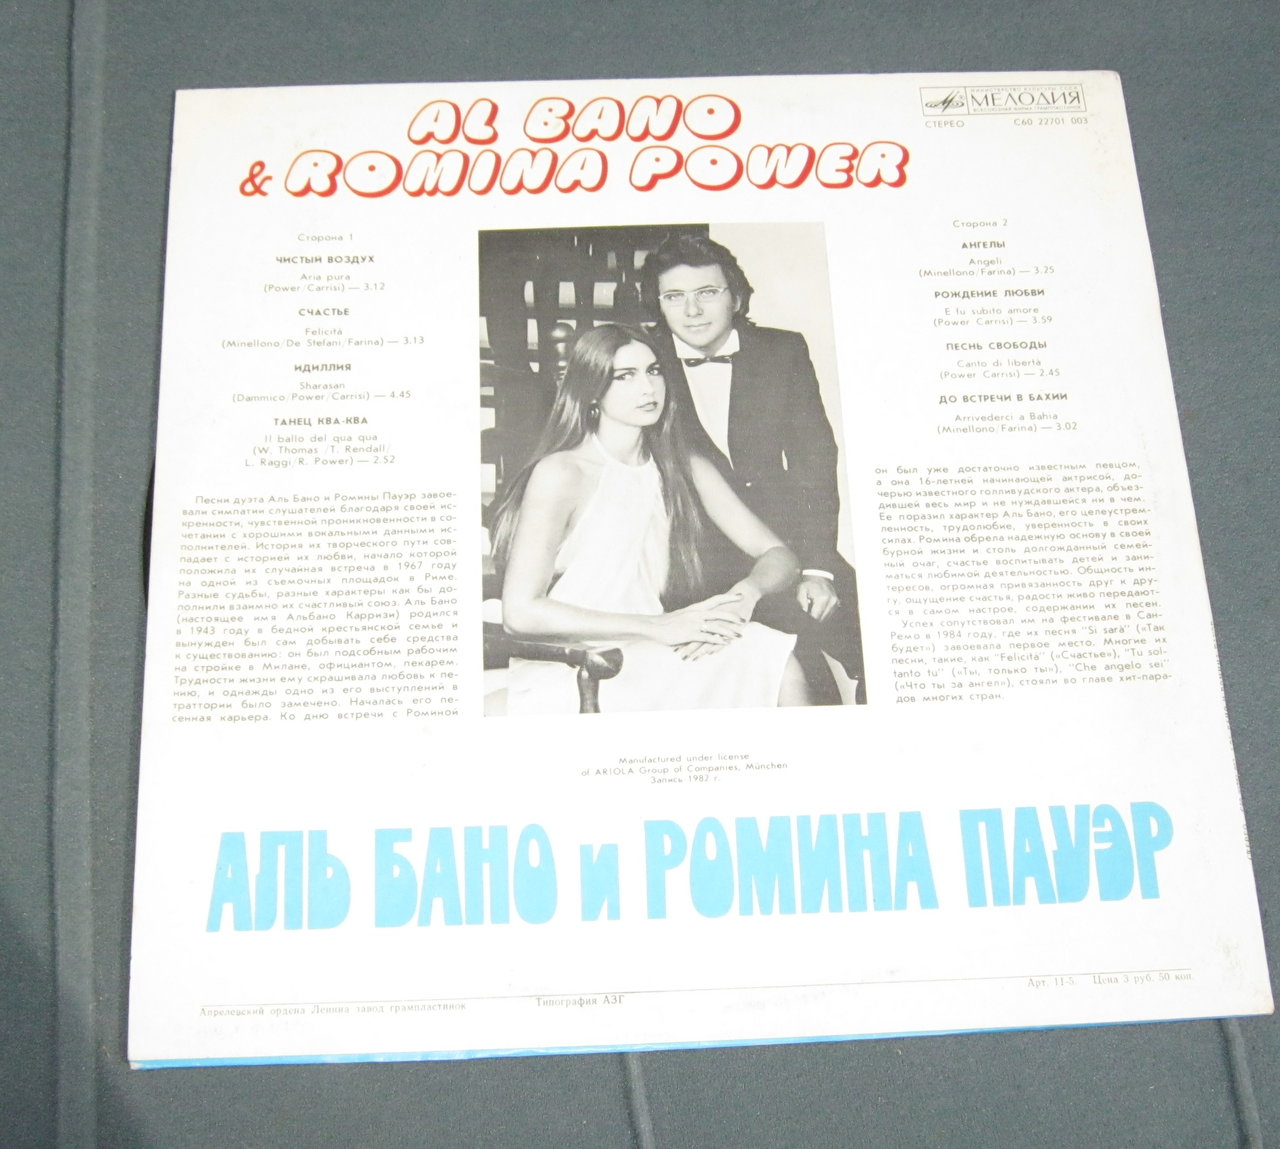 AL BANO
& ROMINA POWER
МИНИСТЕРСТВО КУЛЬТУРЫ СССР
МЕЛОДИЯ
ВСЕСОЮЗНАЯ ФИРМА ГРАМПЛАСТИНОК
СТЕРЕО С60 22701 003
Сторона 1
ЧИСТЫЙ ВОЗДУХ
Aria pura
(Power/Carrisi) — 3.12
СЧАСТЬЕ
Felicità
(Minellono/De Stefani/Farina) — 3.13
ИДИЛЛИЯ
Sharasan
(Dammico/Power/Carrisi) — 4.45
ТАНЕЦ КВА-КВА
Il ballo del qua qua
(W. Thomas /T. Rendall/
L. Raggi/R. Power) — 2.52
Сторона 2
АНГЕЛЫ
Angeli
(Minellono/Farina) — 3.25
РОЖДЕНИЕ ЛЮБВИ
E fu subito amore
(Power Carrisi) — 3.59
ПЕСНЬ СВОБОДЫ
Canto di libertà
(Power Carrisi) — 2.45
ДО ВСТРЕЧИ В БАХИИ
Arrivederci a Bahia
(Minellono/Farina) — 3.02
Песни дуэта Аль Бано и Ромины Пауэр завое-
вали симпатии слушателей благодаря своей ис-
кренности, чувственной проникновенности в со-
четании с хорошими вокальными данными ис-
полнителей. История их творческого пути сов-
падает с историей их любви, начало которой
положила их случайная встреча в 1967 году
на одной из съемочных площадок в Риме.
Разные судьбы, разные характеры как бы до-
полнили взаимно их счастливый союз. Аль Бано
(настоящее имя Альбано Карризи) родился
в 1943 году в бедной крестьянской семье и
вынужден был сам добывать себе средства
к существованию: он был подсобным рабочим
на стройке в Милане, официантом, пекарем.
Трудности жизни ему скрашивала любовь к пе-
нию, и однажды одно из его выступлений в
траттории было замечено. Началась его пе-
сенная карьера. Ко дню встречи с Роминой
он был уже достаточно известным певцом,
а она 16-летней начинающей актрисой, до-
черью известного голливудского актера, объез-
дившей весь мир и не нуждавшейся ни в чем.
Ее поразил характер Аль Бано, его целеустрем-
ленность, трудолюбие, уверенность в своих
силах. Ромина обрела надежную основу в своей
бурной жизни и столь долгожданный семей-
ный очаг, счастье воспитывать детей и зани-
маться любимой деятельностью. Общность ин-
тересов, огромная привязанность друг к дру-
гу, ощущение счастья, радости живо передают-
ся в самом настрое, содержании их песен.
Успех сопутствовал им на фестивале в Сан-
Ремо в 1984 году, где их песня "Si sarà" («Так
будет») завоевала первое место. Многие их
песни, такие, как "Felicità" («Счастье»), "Tu sol-
tanto tu" («Ты, только ты»), "Che angelo sei"
(«Что ты за ангел»), стояли во главе хит-пара-
дов многих стран.
Manufactured under license
of ARIOLA Group of Companies, München
Запись 1982 г.
АЛЬ БАНО И РОМИНА ПАУЭР
Апрелевский ордена Ленина завод грампластинок Типография АЗГ Арт. 11-5. Цена 3 руб. 50 коп.